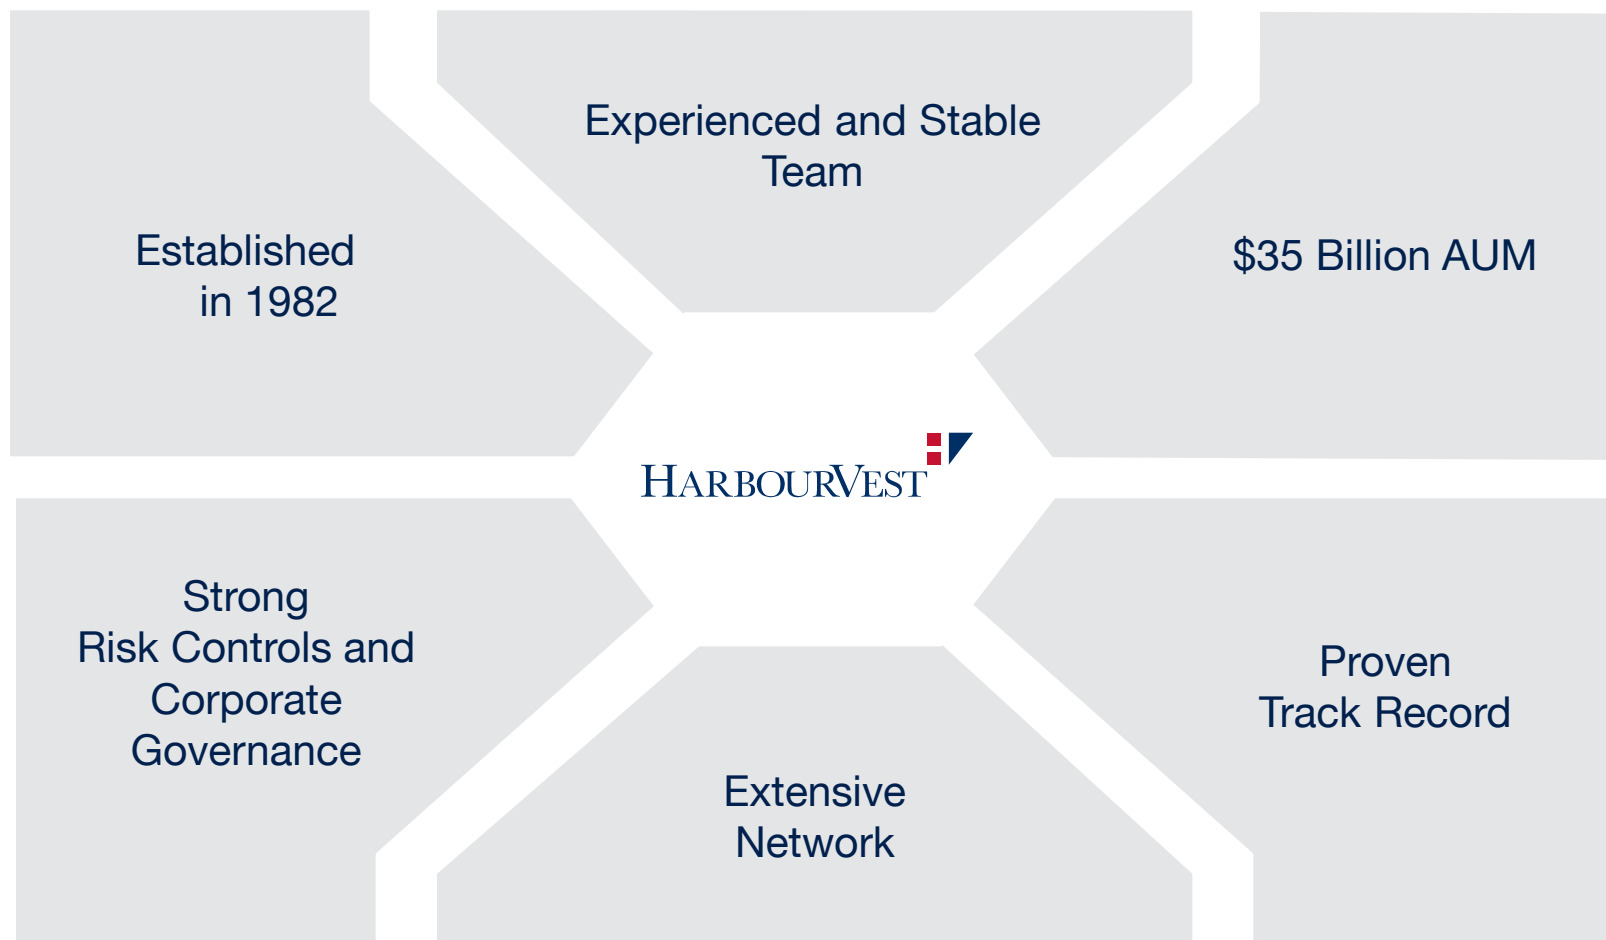 Experienced and Stable
Team
Established
in 1982
$35 Billion AUM
HARBOURVEST
Strong
Risk Controls and
Corporate
Governance
Proven
Track Record
Extensive
Network